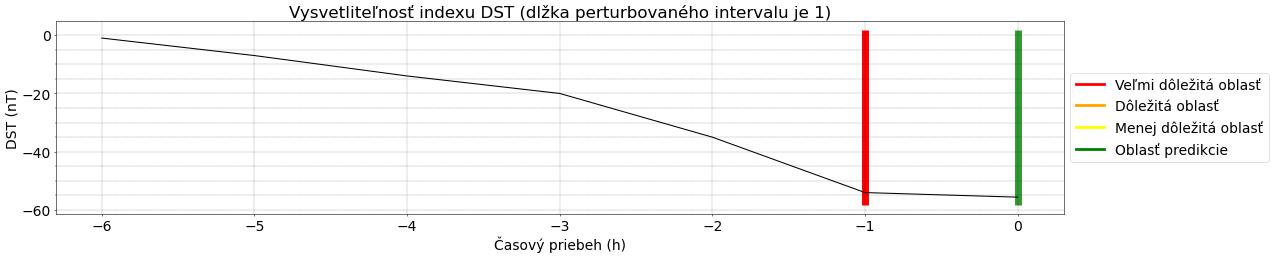 Vysvetliteľnosť indexu DST (dĺžka perturbovaného intervalu je 1)
DST (nT)
0
−20
−40
−60
−6 −5 −4 −3 −2 −1 0
Časový priebeh (h)
Veľmi dôležitá oblasť
Dôležitá oblasť
Menej dôležitá oblasť
Oblasť predikcie